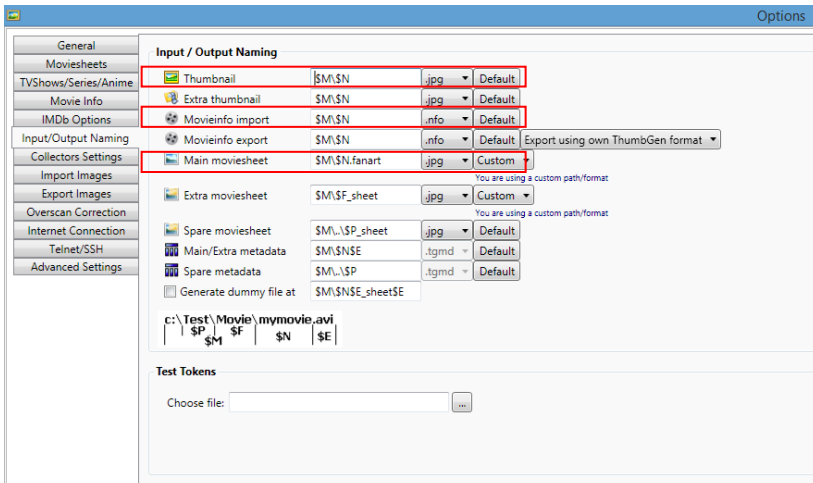 Options
General
Moviesheets
TVShows/Series/Anime
Movie Info
IMDb Options
Input/Output Naming
Collectors Settings
Import Images
Export Images
Overscan Correction
Internet Connection
Telnet/SSH
Advanced Settings
Input / Output Naming
Thumbnail $M\$N .jpg Default
Extra thumbnail $M\$N .jpg Default
Movieinfo import $M\$N .nfo Default
Movieinfo export $M\$N .nfo Default Export using own ThumbGen format
Main moviesheet $M\$N.fanart .jpg Custom
You are using a custom path/format
Extra moviesheet $M\$F_sheet .jpg Custom
You are using a custom path/format
Spare moviesheet $M\..\$P_sheet .jpg Default
Main/Extra metadata $M\$N$E .tgmd Default
Spare metadata $M\..\$P .tgmd Default
Generate dummy file at $M\$N$E_sheet$E
c:\Test\Movie\mymovie.avi
$P $F
$M $N $E
Test Tokens
Choose file: ...